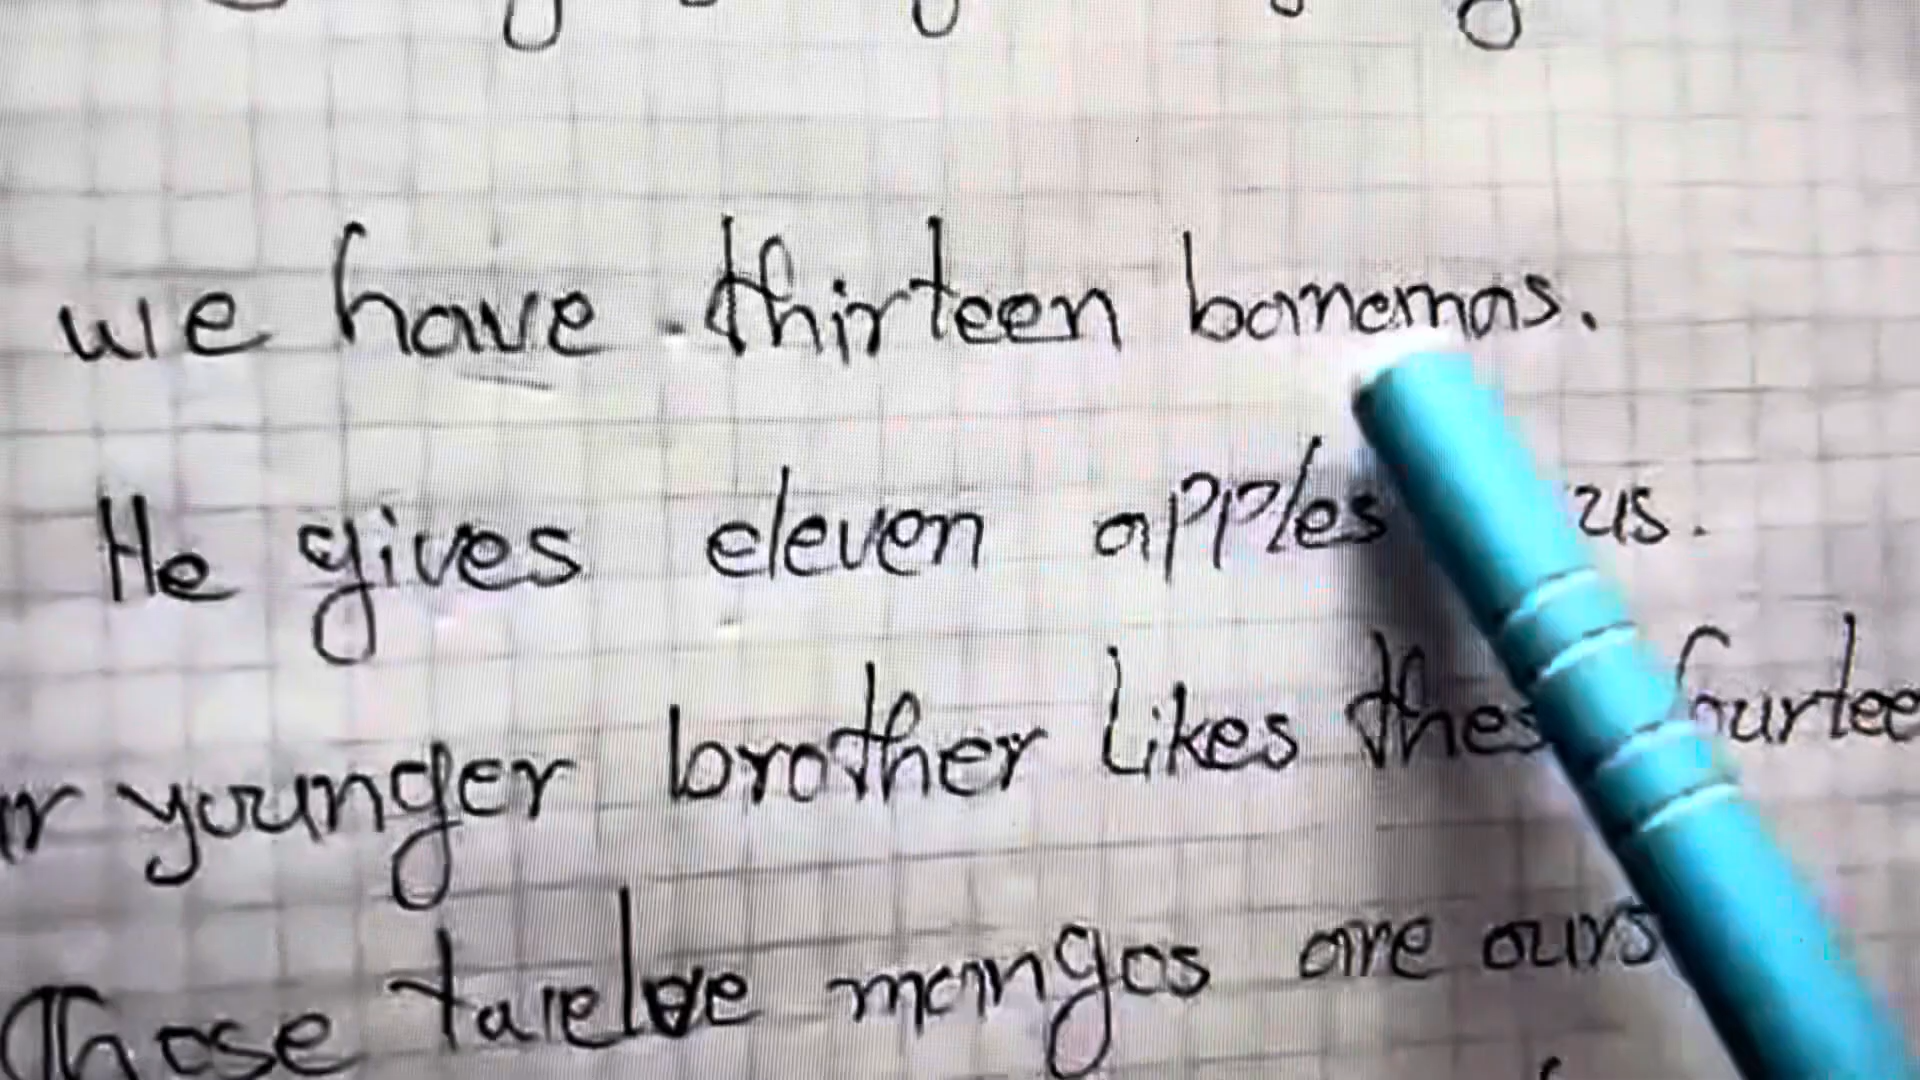 we have thirteen bananas.
He gives eleven apples us.
younger brother likes
Those twelve mangos are ours